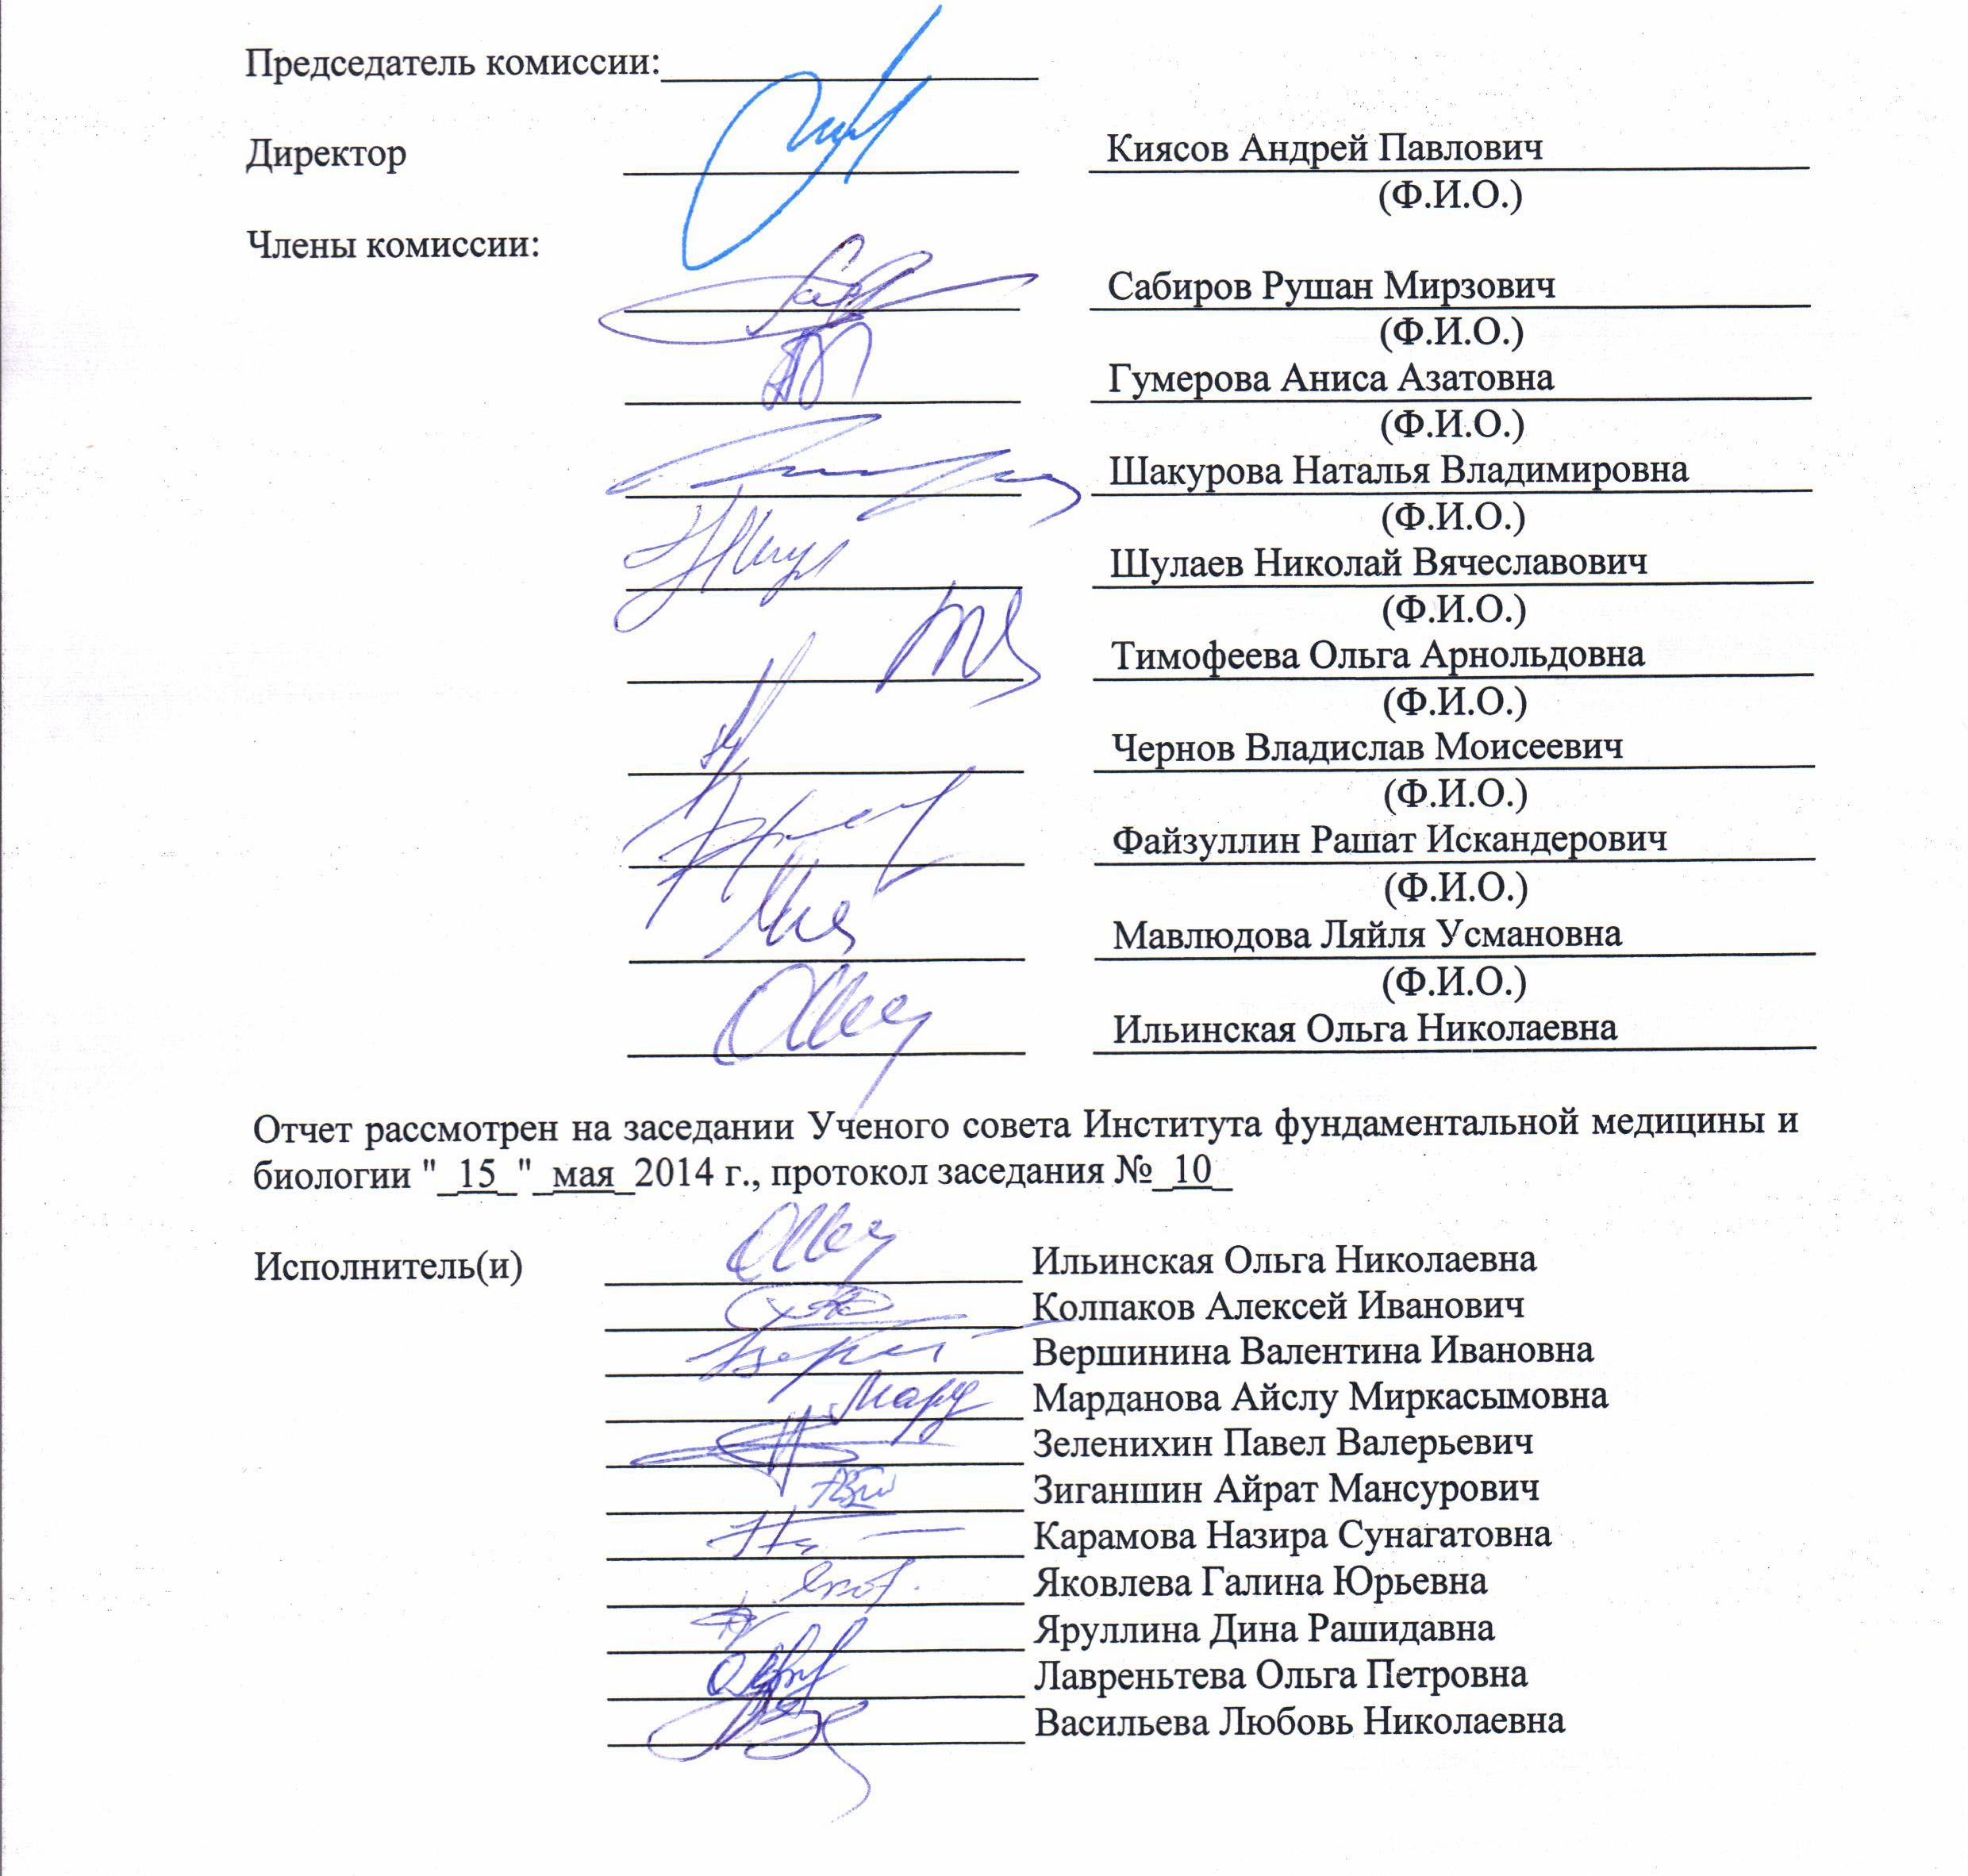 Председатель комиссии:
Директор Киясов Андрей Павлович
(Ф.И.О.)
Члены комиссии:
Сабиров Рушан Мирзович
(Ф.И.О.)
Гумерова Аниса Азатовна
(Ф.И.О.)
Шакурова Наталья Владимировна
(Ф.И.О.)
Шулаев Николай Вячеславович
(Ф.И.О.)
Тимофеева Ольга Арнольдовна
(Ф.И.О.)
Чернов Владислав Моисеевич
(Ф.И.О.)
Файзуллин Рашат Искандерович
(Ф.И.О.)
Мавлюдова Ляйля Усмановна
(Ф.И.О.)
Ильинская Ольга Николаевна
Отчет рассмотрен на заседании Ученого совета Института фундаментальной медицины и
биологии "_15_"_мая_2014 г., протокол заседания №_10_
Исполнитель(и) Ильинская Ольга Николаевна
Колпаков Алексей Иванович
Вершинина Валентина Ивановна
Марданова Айслу Миркасымовна
Зеленихин Павел Валерьевич
Зиганшин Айрат Мансурович
Карамова Назира Сунагатовна
Яковлева Галина Юрьевна
Яруллина Дина Рашидавна
Лавреньтева Ольга Петровна
Васильева Любовь Николаевна